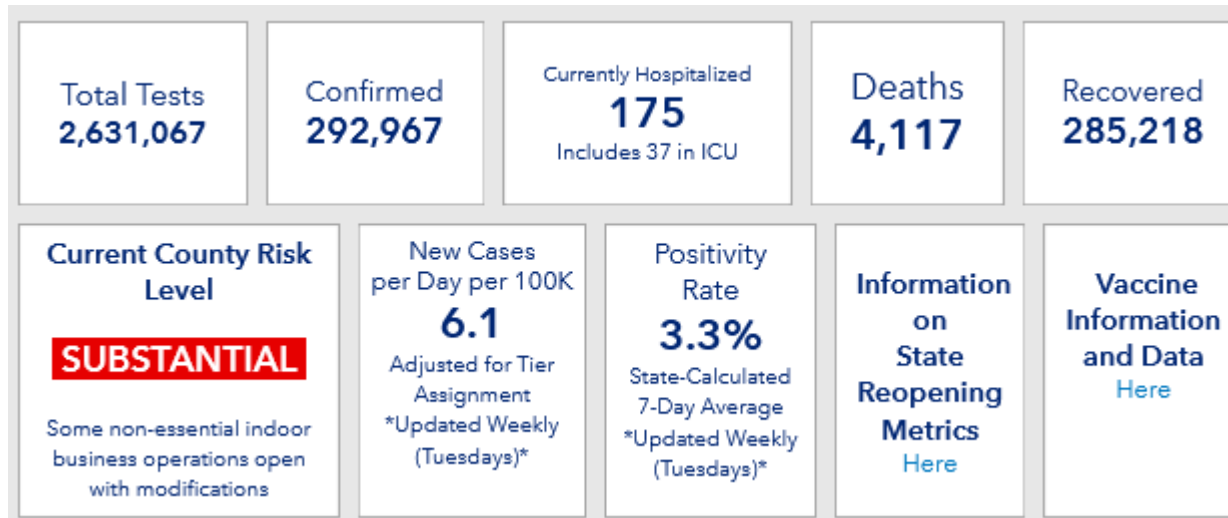 Total Tests
2,631,067
Confirmed
292,967
Currently Hospitalized
175
Includes 37 in ICU
Deaths
4,117
Recovered
285,218
Current County Risk
Level
SUBSTANTIAL
Some non-essential indoor
business operations open
with modifications
New Cases
per Day per 100K
6.1
Adjusted for Tier
Assignment
*Updated Weekly
(Tuesdays)*
Positivity
Rate
3.3%
State-Calculated
7-Day Average
*Updated Weekly
(Tuesdays)*
Information
on
State
Reopening
Metrics
Here
Vaccine
Information
and Data
Here